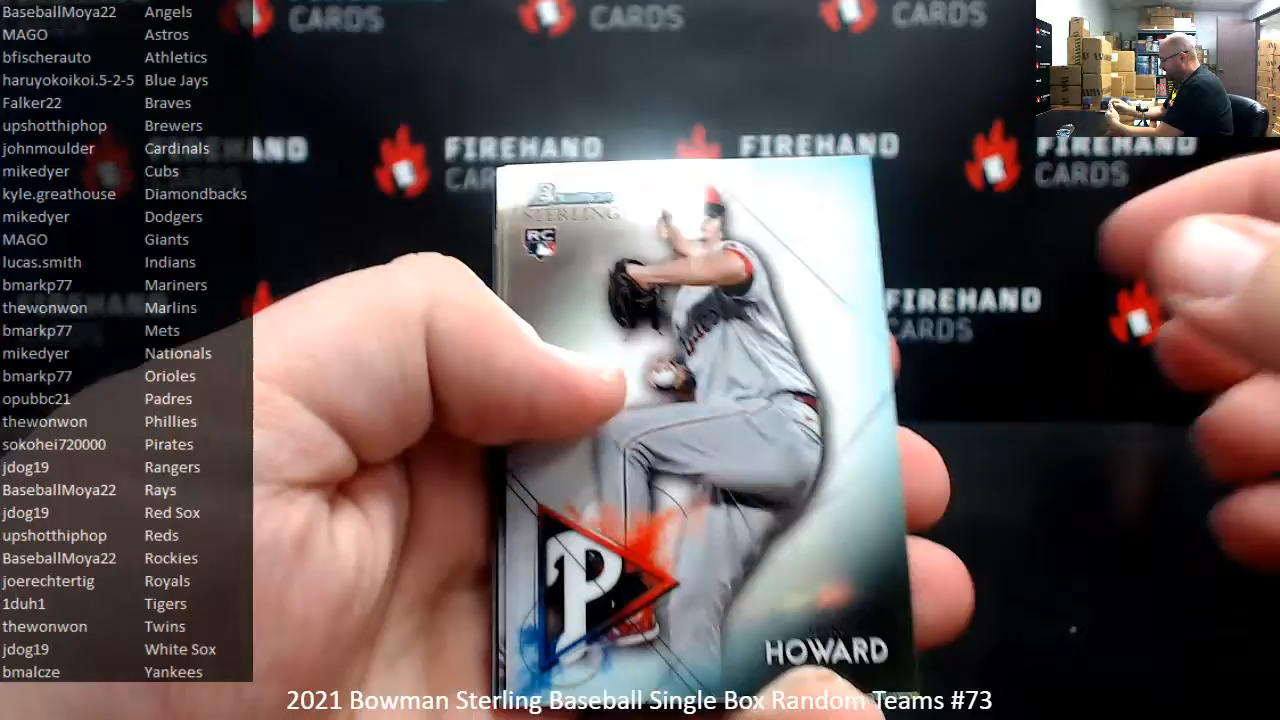 BaseballMoya22 Angels
MAGO Astros
bfischerauto Athletics
haruyokoikoi.5-2-5 Blue Jays
Falker22 Braves
upshotthiphop Brewers
johnmoulder Cardinals
mikedyer Cubs
kyle.greathouse Diamondbacks
mikedyer Dodgers
MAGO Giants
lucas.smith Indians
bmarkp77 Mariners
thewonwon Marlins
bmarkp77 Mets
mikedyer Nationals
bmarkp77 Orioles
opubbc21 Padres
thewonwon Phillies
sokohei720000 Pirates
jdog19 Rangers
BaseballMoya22 Rays
jdog19 Red Sox
upshotthiphop Reds
BaseballMoya22 Rockies
joerechtertig Royals
1duh1 Tigers
thewonwon Twins
jdog19 White Sox
bmalcze Yankees
CARDS
CARDS
CARDS
FIREHAND
FIREHAND
FIREHAND
CARDS
FIREHAND
CARDS
Bowman
STERLING
RC
P
HOWARD
2021 Bowman Sterling Baseball Single Box Random Teams #73